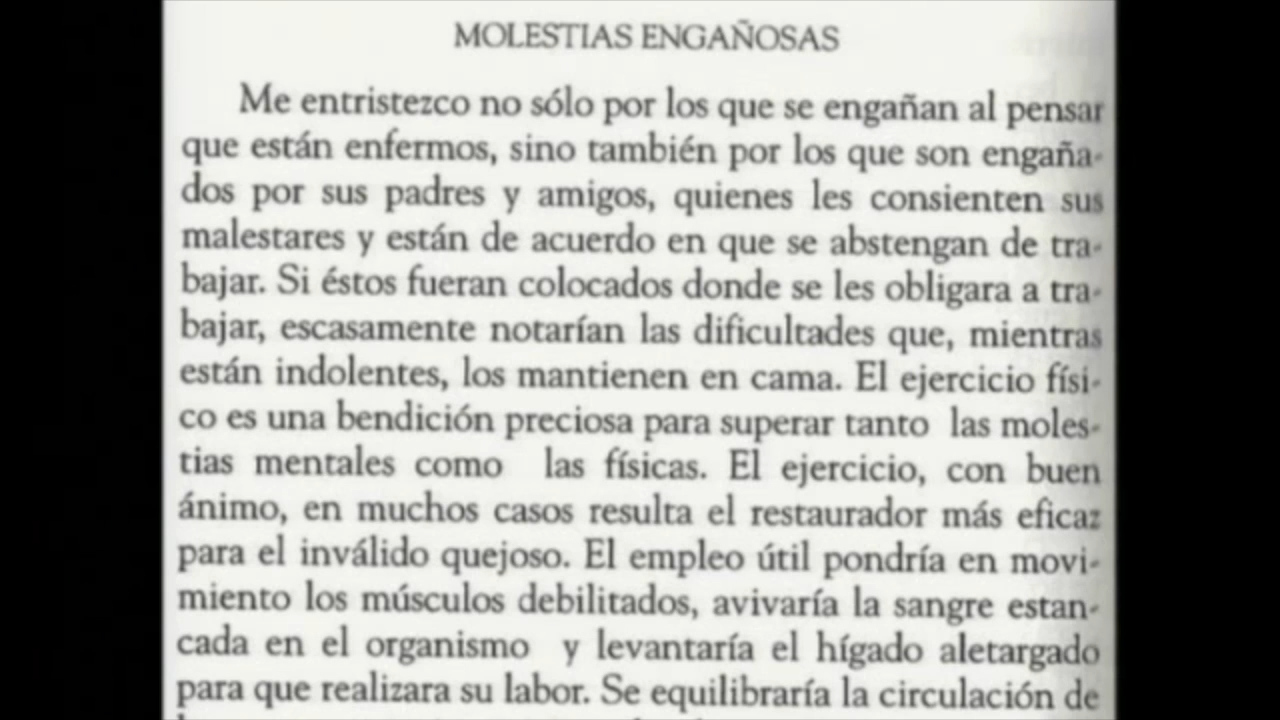 MOLESTIAS ENGAÑOSAS
Me entristezco no sólo por los que se engañan al pensar
que están enfermos, sino también por los que son engaña-
dos por sus padres y amigos, quienes les consienten sus
malestares y están de acuerdo en que se abstengan de tra-
bajar. Si éstos fueran colocados donde se les obligara a tra-
bajar, escasamente notarían las dificultades que, mientras
están indolentes, los mantienen en cama. El ejercicio físi-
co es una bendición preciosa para superar tanto las moles-
tias mentales como las físicas. El ejercicio, con buen
ánimo, en muchos casos resulta el restaurador más eficaz
para el inválido quejoso. El empleo útil pondría en movi-
miento los músculos debilitados, avivaría la sangre estan-
cada en el organismo y levantaría el hígado aletargado
para que realizara su labor. Se equilibraría la circulación de